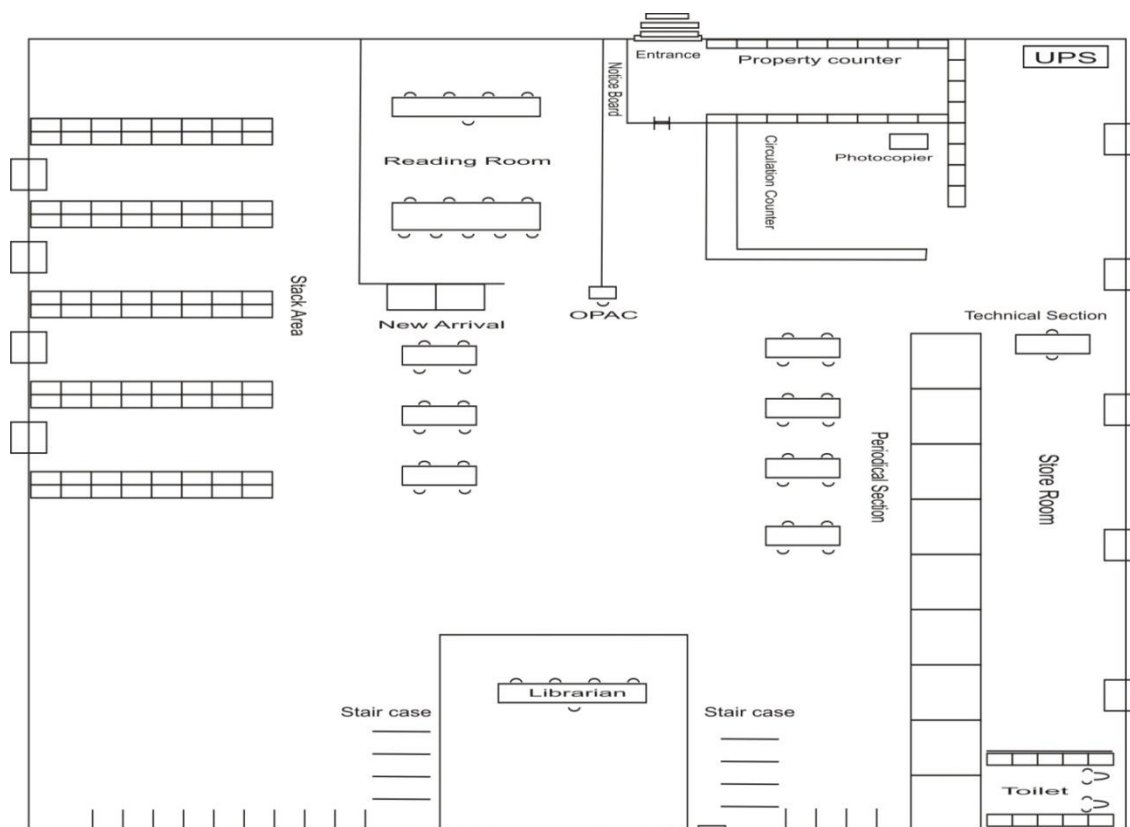 Entrance
Property counter
UPS
Notice Board
Reading Room
Circulation Counter
Photocopier
Stack Area
New Arrival
OPAC
Technical Section
Periodical Section
Store Room
Librarian
Stair case
Stair case
Toilet